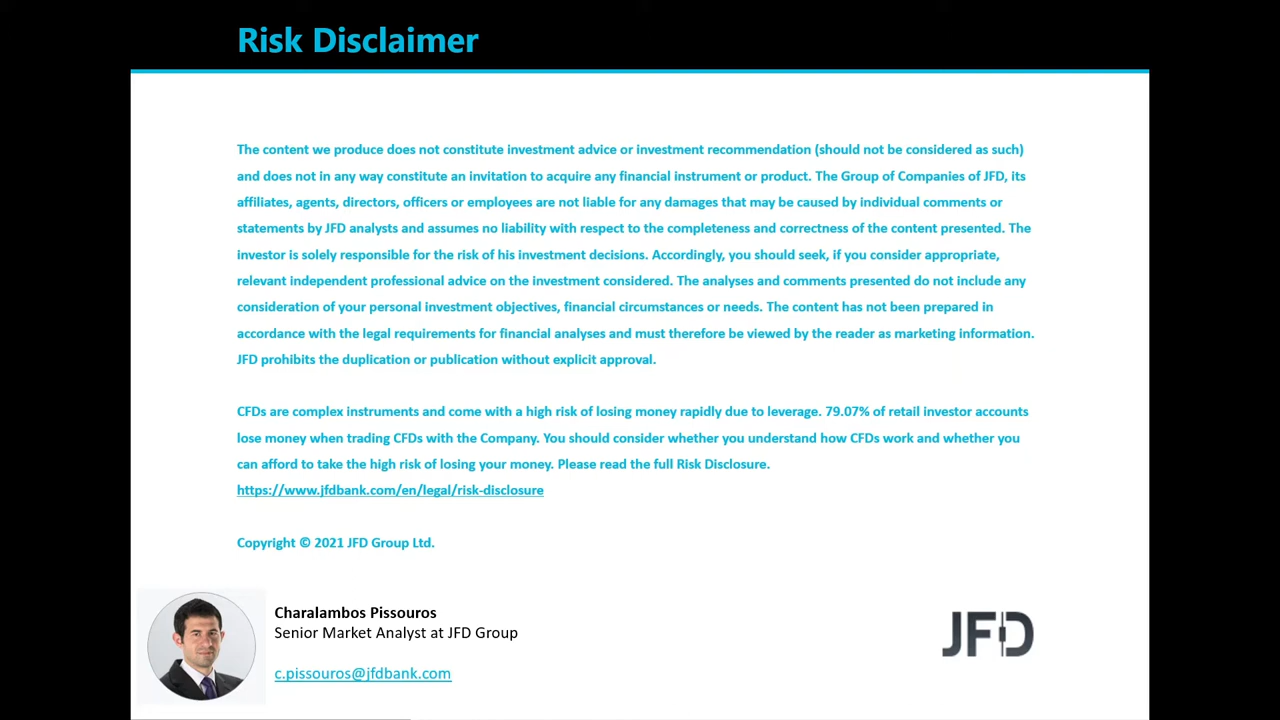 Risk Disclaimer
The content we produce does not constitute investment advice or investment recommendation (should not be considered as such)
and does not in any way constitute an invitation to acquire any financial instrument or product. The Group of Companies of JFD, its
affiliates, agents, directors, officers or employees are not liable for any damages that may be caused by individual comments or
statements by JFD analysts and assumes no liability with respect to the completeness and correctness of the content presented. The
investor is solely responsible for the risk of his investment decisions. Accordingly, you should seek, if you consider appropriate,
relevant independent professional advice on the investment considered. The analyses and comments presented do not include any
consideration of your personal investment objectives, financial circumstances or needs. The content has not been prepared in
accordance with the legal requirements for financial analyses and must therefore be viewed by the reader as marketing information.
JFD prohibits the duplication or publication without explicit approval.
CFDs are complex instruments and come with a high risk of losing money rapidly due to leverage. 79.07% of retail investor accounts
lose money when trading CFDs with the Company. You should consider whether you understand how CFDs work and whether you
can afford to take the high risk of losing your money. Please read the full Risk Disclosure.
https://www.jfdbank.com/en/legal/risk-disclosure
Copyright © 2021 JFD Group Ltd.
Charalambos Pissouros
Senior Market Analyst at JFD Group
c.pissouros@jfdbank.com
JFD